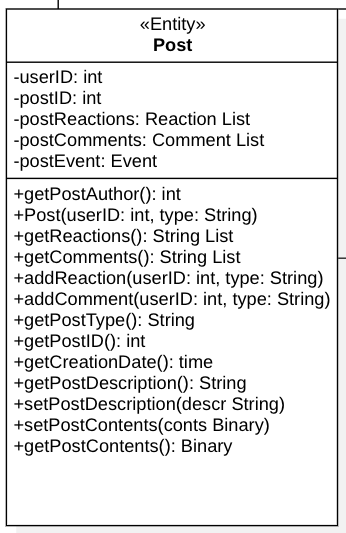 «Entity»
Post
-userID: int
-postID: int
-postReactions: Reaction List
-postComments: Comment List
-postEvent: Event
+getPostAuthor(): int
+Post(userID: int, type: String)
+getReactions(): String List
+getComments(): String List
+addReaction(userID: int, type: String)
+addComment(userID: int, type: String)
+getPostType(): String
+getPostID(): int
+getCreationDate(): time
+getPostDescription(): String
+setPostDescription(descr String)
+setPostContents(conts Binary)
+getPostContents(): Binary